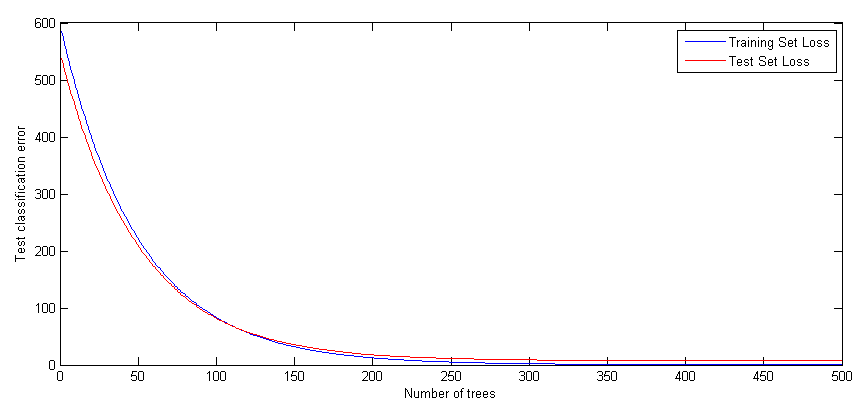 600
500
400
300
200
100
0
Test classification error
Training Set Loss
Test Set Loss
0 50 100 150 200 250 300 350 400 450 500
Number of trees